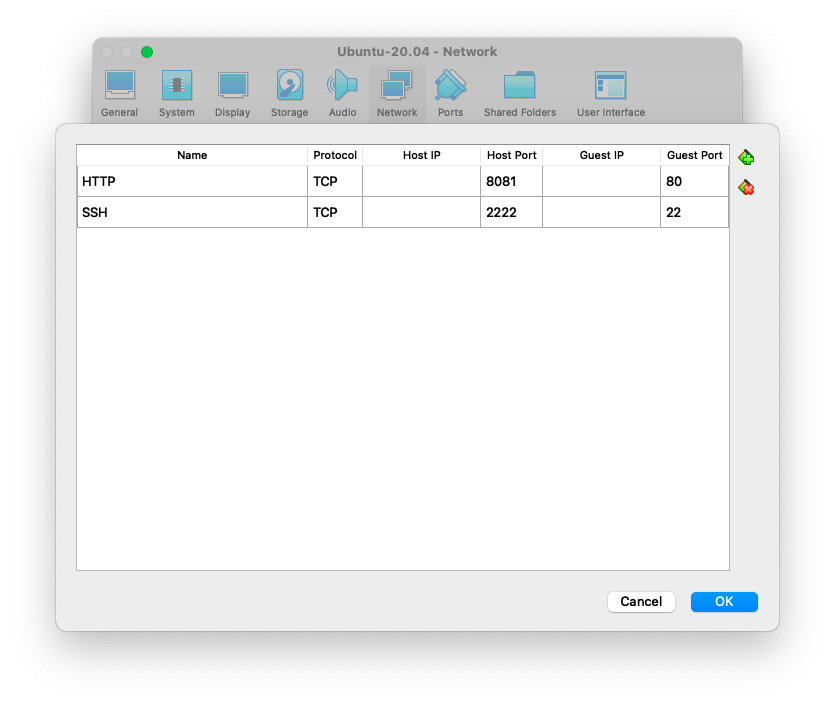 Ubuntu-20.04 - Network
General System Display Storage Audio Network Ports Shared Folders User Interface
Name Protocol Host IP Host Port Guest IP Guest Port
HTTP TCP 8081 80
SSH TCP 2222 22
Cancel OK